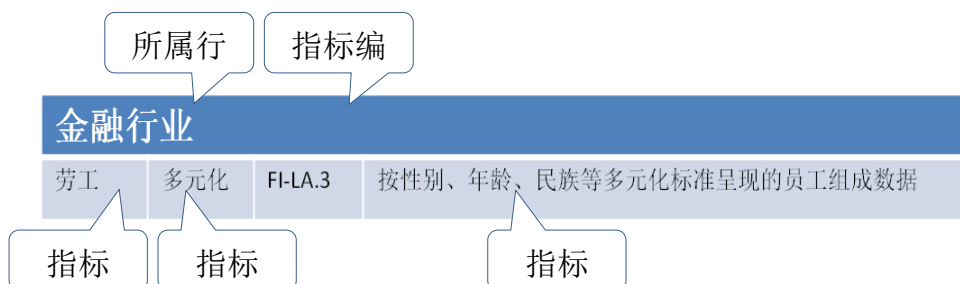 所属行 指标编
金融行业
劳工 多元化 FI-LA.3 按性别、年龄、民族等多元化标准呈现的员工组成数据
指标 指标 指标